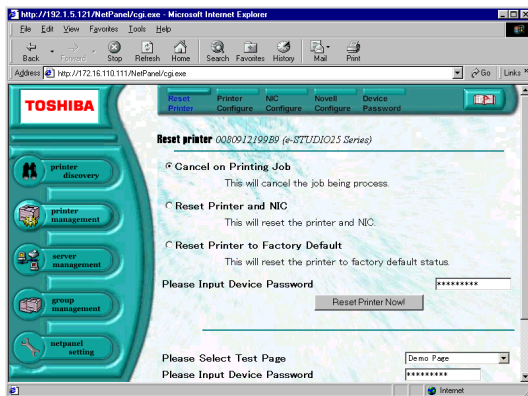 http://192.1.5.121/NetPanel/cgi.exe - Microsoft Internet Explorer
File Edit View Favorites Tools Help
Back Forward Stop Refresh Home Search Favorites History Mail Print
Address http://172.16.110.111/NetPanel/cgi.exe Go Links »
TOSHIBA
Reset Printer
Printer Configure
NIC Configure
Novell Configure
Device Password
Reset printer 0080912199B9 (e-STUDIO25 Series)
printer discovery
printer management
server management
group management
netpanel setting
Cancel on Printing Job
This will cancel the job being process.
Reset Printer and NIC
This will reset the printer and NIC.
Reset Printer to Factory Default
This will reset the printer to factory default status.
Please Input Device Password *********
Reset Printer Now!
Please Select Test Page Demo Page
Please Input Device Password *********
Internet